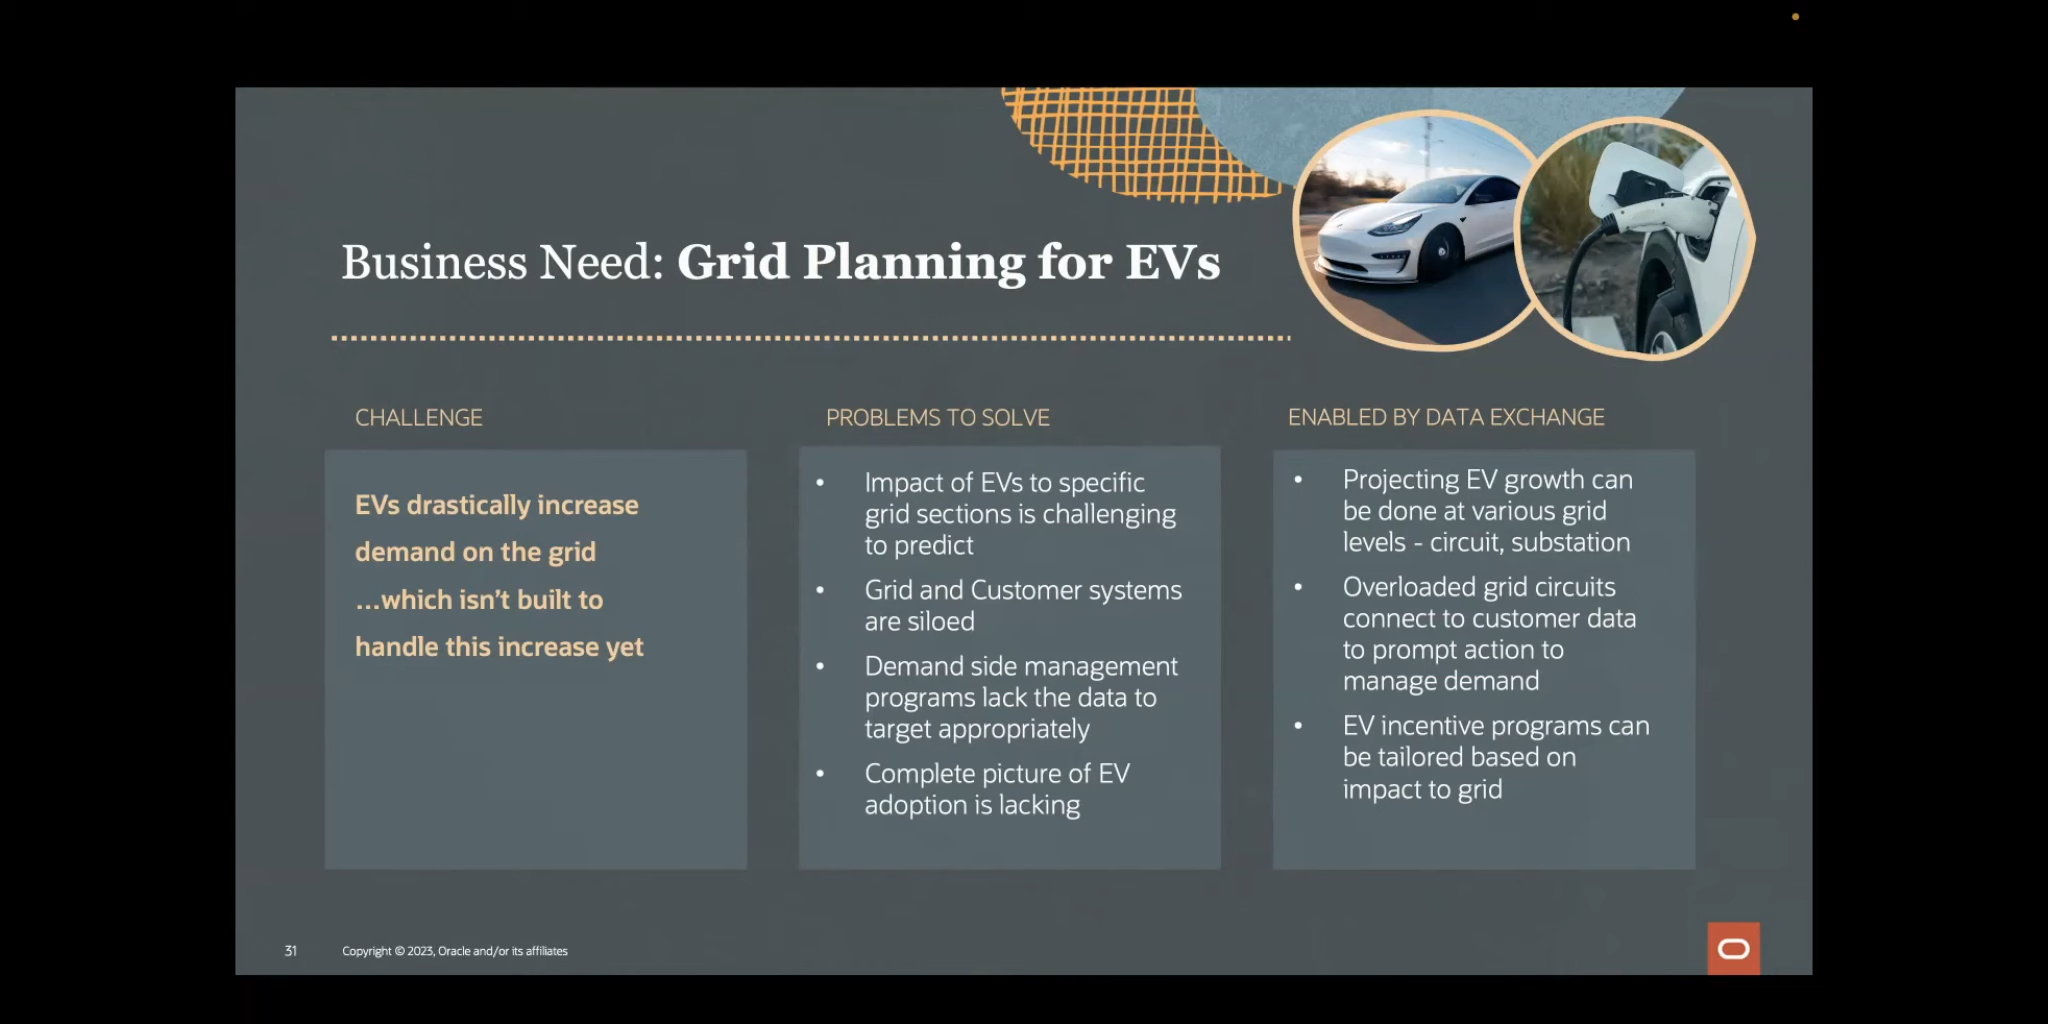 Business Need: Grid Planning for EVs
CHALLENGE
EVs drastically increase
demand on the grid
...which isn't built to
handle this increase yet
PROBLEMS TO SOLVE
• Impact of EVs to specific
grid sections is challenging
to predict
• Grid and Customer systems
are siloed
• Demand side management
programs lack the data to
target appropriately
• Complete picture of EV
adoption is lacking
ENABLED BY DATA EXCHANGE
• Projecting EV growth can
be done at various grid
levels - circuit, substation
• Overloaded grid circuits
connect to customer data
to prompt action to
manage demand
• EV incentive programs can
be tailored based on
impact to grid
31 Copyright © 2023, Oracle and/or its affiliates